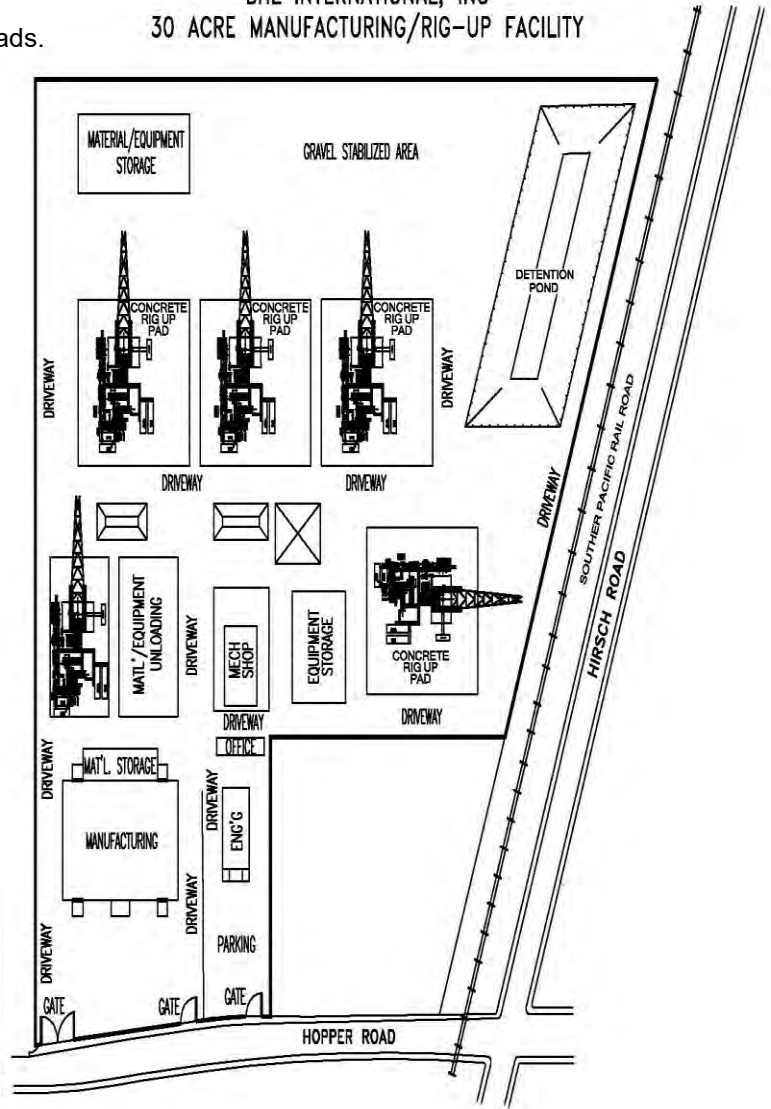 30 ACRE MANUFACTURING/RIG-UP FACILITY
ads.
MATERIAL/EQUIPMENT
STORAGE
GRAVEL STABILIZED AREA
DETENTION
POND
CONCRETE
RIG UP
PAD
CONCRETE
RIG UP
PAD
CONCRETE
RIG UP
PAD
DRIVEWAY
DRIVEWAY
DRIVEWAY
DRIVEWAY
DRIVEWAY
SOUTHER PACIFIC RAIL ROAD
HIRSCH ROAD
MAT'L/EQUIPMENT
UNLOADING
DRIVEWAY
MECH
SHOP
EQUIPMENT
STORAGE
CONCRETE
RIG UP
PAD
DRIVEWAY
DRIVEWAY
OFFICE
DRIVEWAY
MAT'L. STORAGE
MANUFACTURING
DRIVEWAY
ENG'G
DRIVEWAY
PARKING
DRIVEWAY
GATE
GATE
GATE
HOPPER ROAD